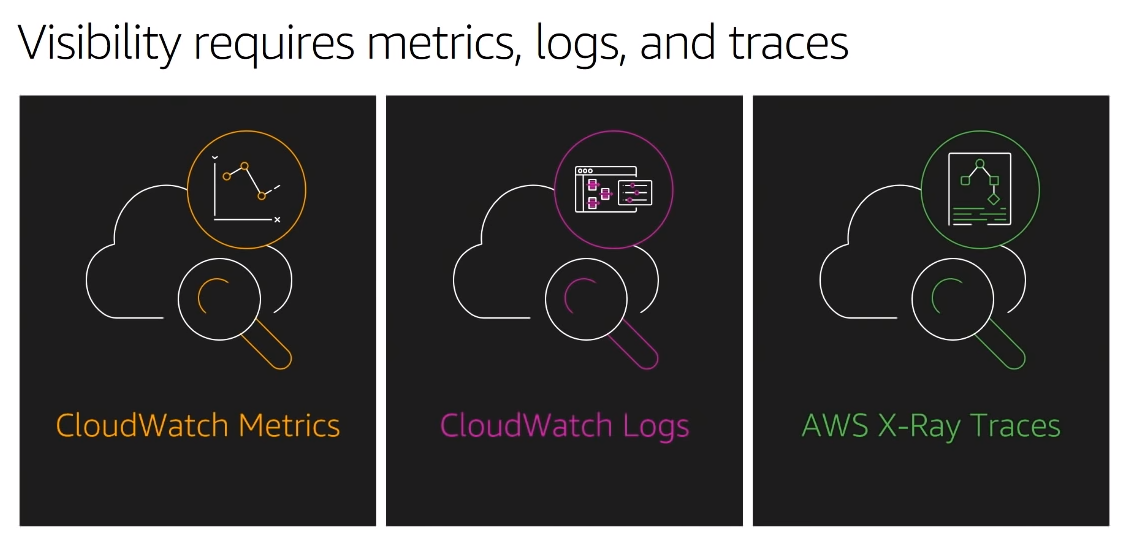 Visibility requires metrics, logs, and traces
CloudWatch Metrics
CloudWatch Logs
AWS X-Ray Traces